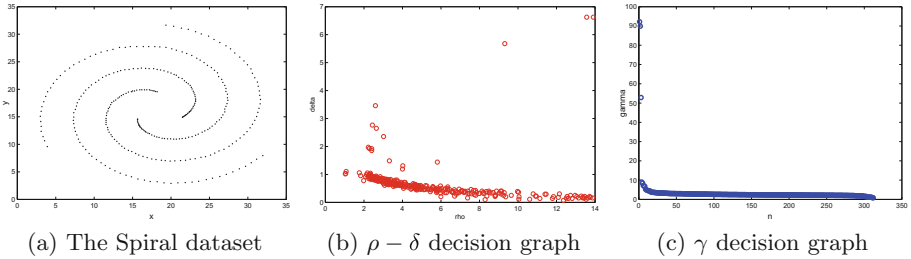 35
30
25
20
15
10
5
0
0 5 10 15 20 25 30 35
y
x
7
6
5
4
3
2
1
0
0 2 4 6 8 10 12 14
delta
rho
100
90
80
70
60
50
40
30
20
10
0
0 50 100 150 200 250 300 350
gamma
n
(a) The Spiral dataset
(b) ρ − δ decision graph
(c) γ decision graph